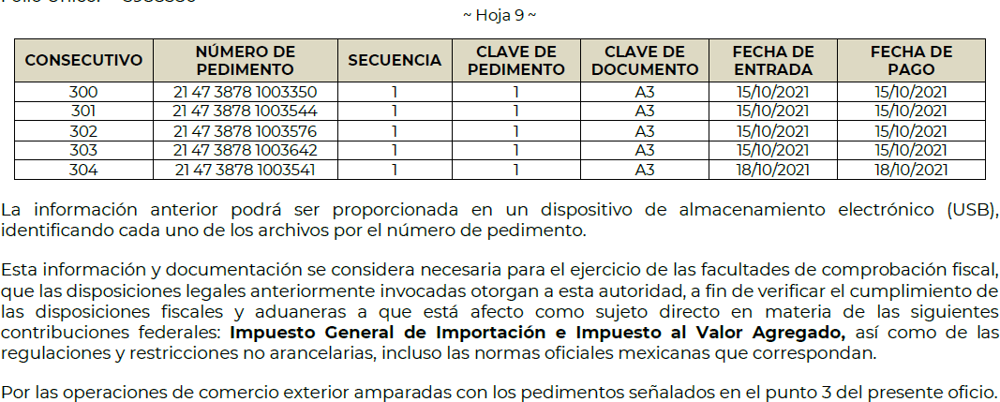 ~ Hoja 9 ~
CONSECUTIVO NÚMERO DE PEDIMENTO SECUENCIA CLAVE DE PEDIMENTO CLAVE DE DOCUMENTO FECHA DE ENTRADA FECHA DE PAGO
300 21 47 3878 1003350 1 1 A3 15/10/2021 15/10/2021
301 21 47 3878 1003544 1 1 A3 15/10/2021 15/10/2021
302 21 47 3878 1003576 1 1 A3 15/10/2021 15/10/2021
303 21 47 3878 1003642 1 1 A3 15/10/2021 15/10/2021
304 21 47 3878 1003541 1 1 A3 18/10/2021 18/10/2021
La información anterior podrá ser proporcionada en un dispositivo de almacenamiento electrónico (USB),
identificando cada uno de los archivos por el número de pedimento.
Esta información y documentación se considera necesaria para el ejercicio de las facultades de comprobación fiscal,
que las disposiciones legales anteriormente invocadas otorgan a esta autoridad, a fin de verificar el cumplimiento de
las disposiciones fiscales y aduaneras a que está afecto como sujeto directo en materia de las siguientes
contribuciones federales: Impuesto General de Importación e Impuesto al Valor Agregado, así como de las
regulaciones y restricciones no arancelarias, incluso las normas oficiales mexicanas que correspondan.
Por las operaciones de comercio exterior amparadas con los pedimentos señalados en el punto 3 del presente oficio.